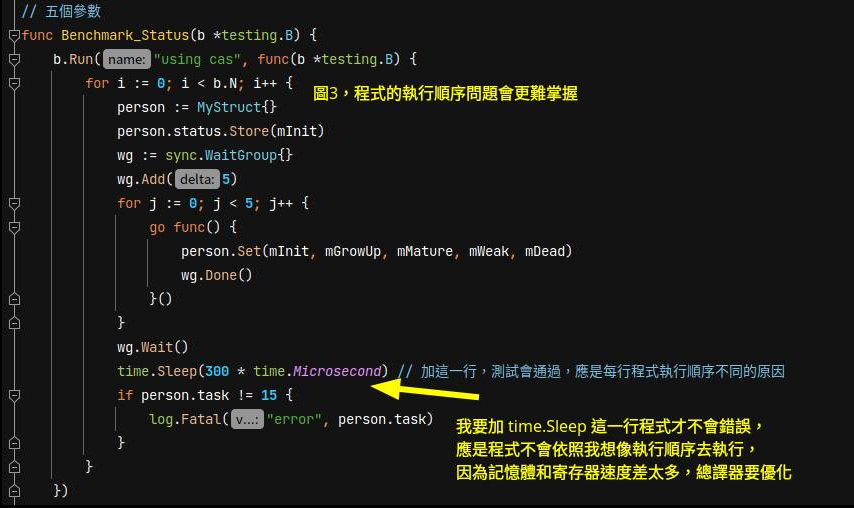 // 五個參數
func Benchmark_Status(b *testing.B) {
b.Run( name: "using cas", func(b *testing.B) {
for i := 0; i < b.N; i++ {
圖3，程式的執行順序問題會更難掌握
person := MyStruct{}
person.status.Store(mInit)
wg := sync.WaitGroup{}
wg.Add( delta: 5)
for j := 0; j < 5; j++ {
go func() {
person.Set(mInit, mGrowUp, mMature, mWeak, mDead)
wg.Done()
}()
}
wg.Wait()
time.Sleep(300 * time.Microsecond) // 加這一行，測試會通過，應是每行程式執行順序不同的原因
if person.task != 15 {
log.Fatal( v...: "error", person.task)
}
}
})
我要加 time.Sleep 這一行程式才不會錯誤，
應是程式不會依照我想像執行順序去執行，
因為記憶體和寄存器速度差太多，總譯器要優化